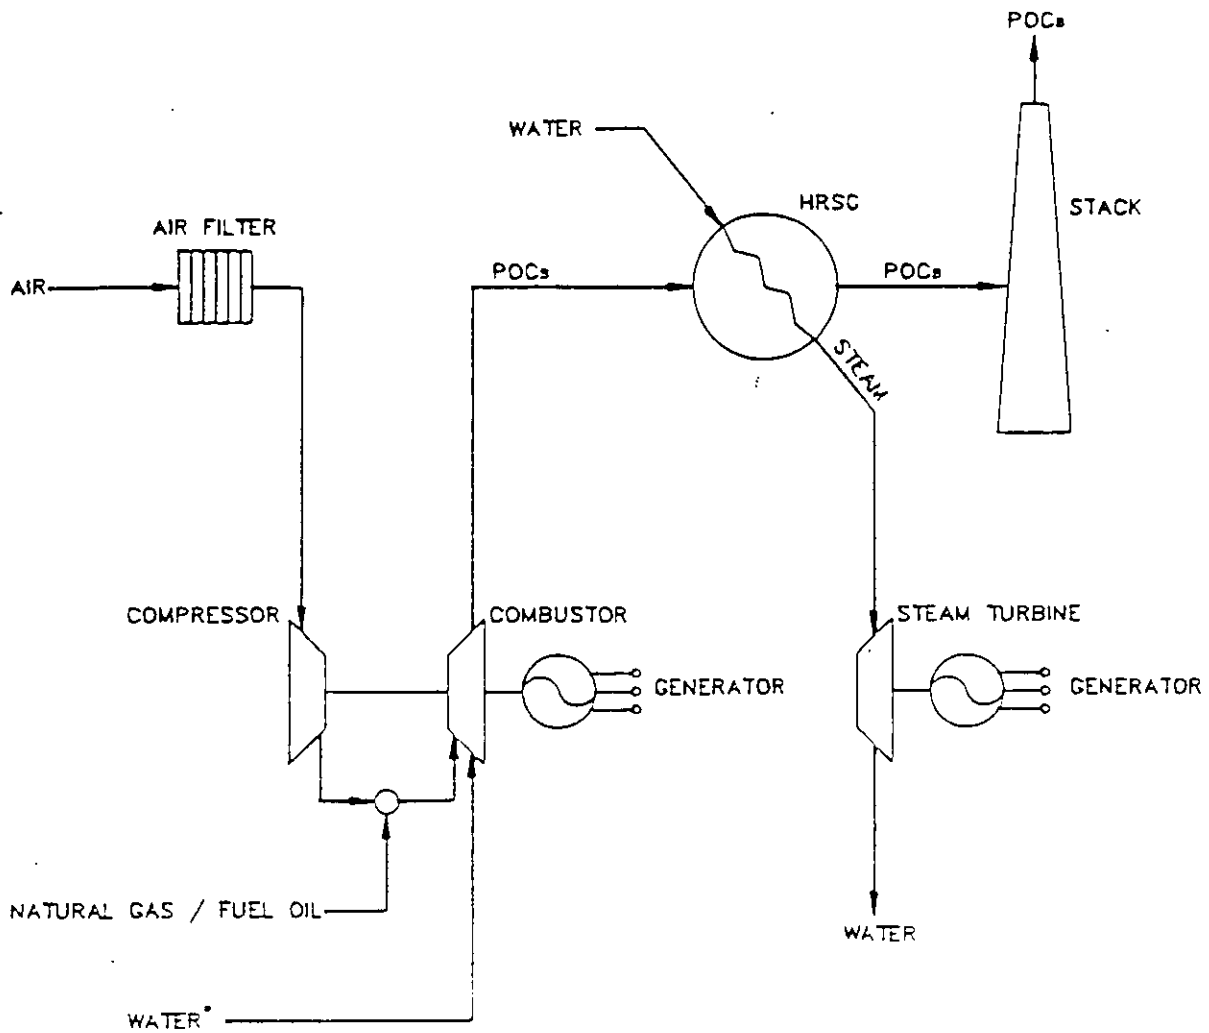 POCs
WATER
HRSG
STACK
AIR FILTER
AIR
POCs
POCs
STEAM
COMPRESSOR
COMBUSTOR
STEAM TURBINE
GENERATOR
GENERATOR
NATURAL GAS / FUEL OIL
WATER
WATER*